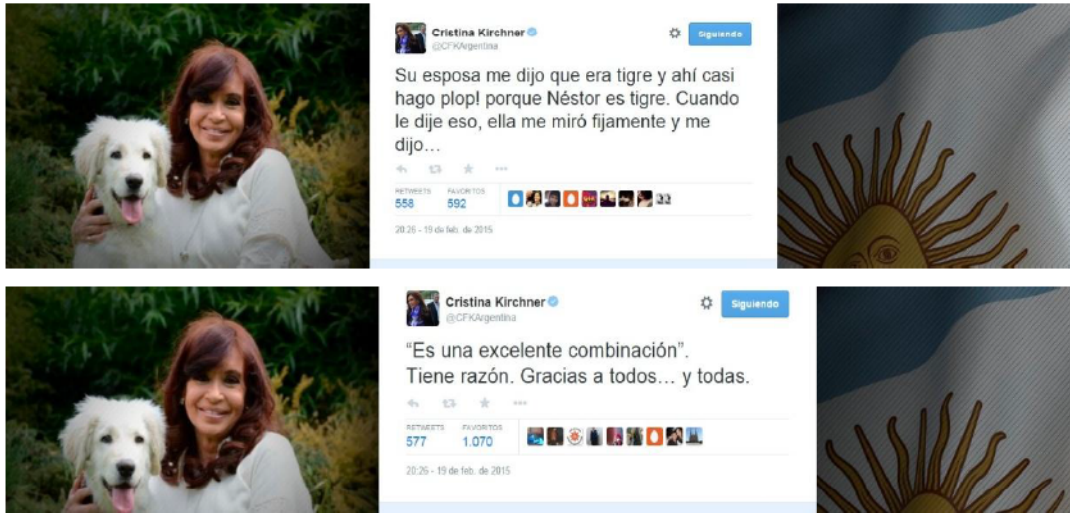 Cristina Kirchner
@CFKArgentina
Siguiendo
Su esposa me dijo que era tigre y ahí casi
hago plop! porque Néstor es tigre. Cuando
le dije eso, ella me miró fijamente y me
dijo...
RETWEETS FAVORITOS
558 592
20:26 - 19 de feb. de 2015
Cristina Kirchner
@CFKArgentina
Siguiendo
“Es una excelente combinación”.
Tiene razón. Gracias a todos... y todas.
RETWEETS FAVORITOS
577 1.070
20:26 - 19 de feb. de 2015